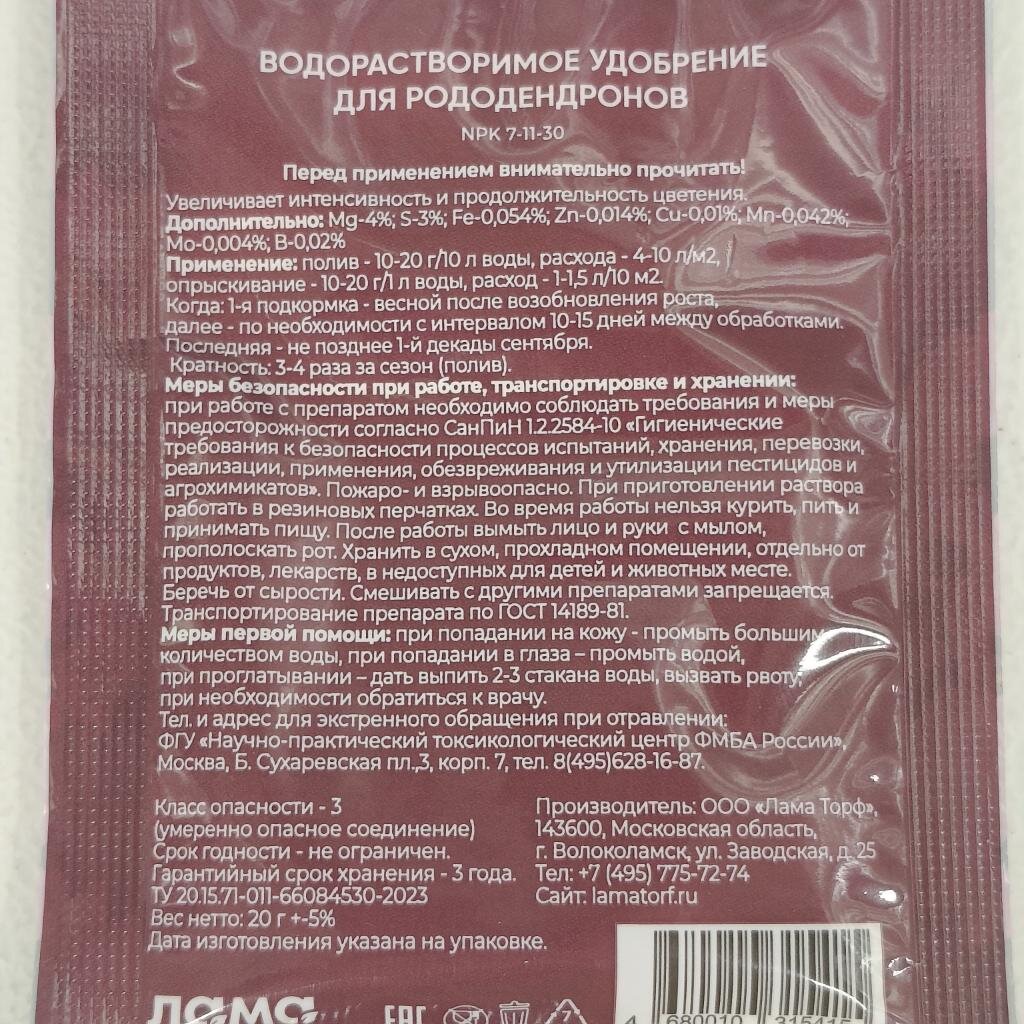 ВОДОРАСТВОРИМОЕ УДОБРЕНИЕ
ДЛЯ РОДОДЕНДРОНОВ
NPK 7-11-30
Перед применением внимательно прочитать!
Увеличивает интенсивность и продолжительность цветения.
Дополнительно: Mg-4%; S-3%; Fe-0,054%; Zn-0,014%; Cu-0,01%; Mn-0,042%;
Mo-0,004%; B-0,02%
Применение: полив - 10-20 г/10 л воды, расхода - 4-10 л/м2,
опрыскивание - 10-20 г/1 л воды, расход - 1-1,5 л/10 м2.
Когда: 1-я подкормка - весной после возобновления роста,
далее - по необходимости с интервалом 10-15 дней между обработками.
Последняя - не позднее 1-й декады сентября.
Кратность: 3-4 раза за сезон (полив).
Меры безопасности при работе, транспортировке и хранении:
при работе с препаратом необходимо соблюдать требования и меры
предосторожности согласно СанПиН 1.2.2584-10 «Гигиенические
требования к безопасности процессов испытаний, хранения, перевозки,
реализации, применения, обезвреживания и утилизации пестицидов и
агрохимикатов». Пожаро- и взрывоопасно. При приготовлении раствора
работать в резиновых перчатках. Во время работы нельзя курить, пить и
принимать пищу. После работы вымыть лицо и руки с мылом,
прополоскать рот. Хранить в сухом, прохладном помещении, отдельно от
продуктов, лекарств, в недоступных для детей и животных месте.
Беречь от сырости. Смешивать с другими препаратами запрещается.
Транспортирование препарата по ГОСТ 14189-81.
Меры первой помощи: при попадании на кожу - промыть большим
количеством воды, при попадании в глаза – промыть водой,
при проглатывании – дать выпить 2-3 стакана воды, вызвать рвоту,
при необходимости обратиться к врачу.
Тел. и адрес для экстренного обращения при отравлении:
ФГУ «Научно-практический токсикологический центр ФМБА России»,
Москва, Б. Сухаревская пл.,3, корп. 7, тел. 8(495)628-16-87.
Класс опасности - 3
(умеренно опасное соединение)
Срок годности - не ограничен.
Гарантийный срок хранения - 3 года.
ТУ 20.15.71-011-66084530-2023
Вес нетто: 20 г +-5%
Дата изготовления указана на упаковке.
Производитель: ООО «Лама Торф»,
143600, Московская область,
г. Волоколамск, ул. Заводская, д. 25
Тел: +7 (495) 775-72-74
Сайт: lamatorf.ru
лама
EAC
7
4 680010 315415